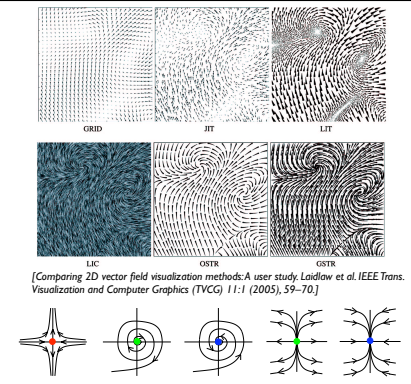 GRID JIT LIT
LIC OSTR GSTR
[Comparing 2D vector field visualization methods: A user study. Laidlaw et al. IEEE Trans.
Visualization and Computer Graphics (TVCG) 11:1 (2005), 59–70.]